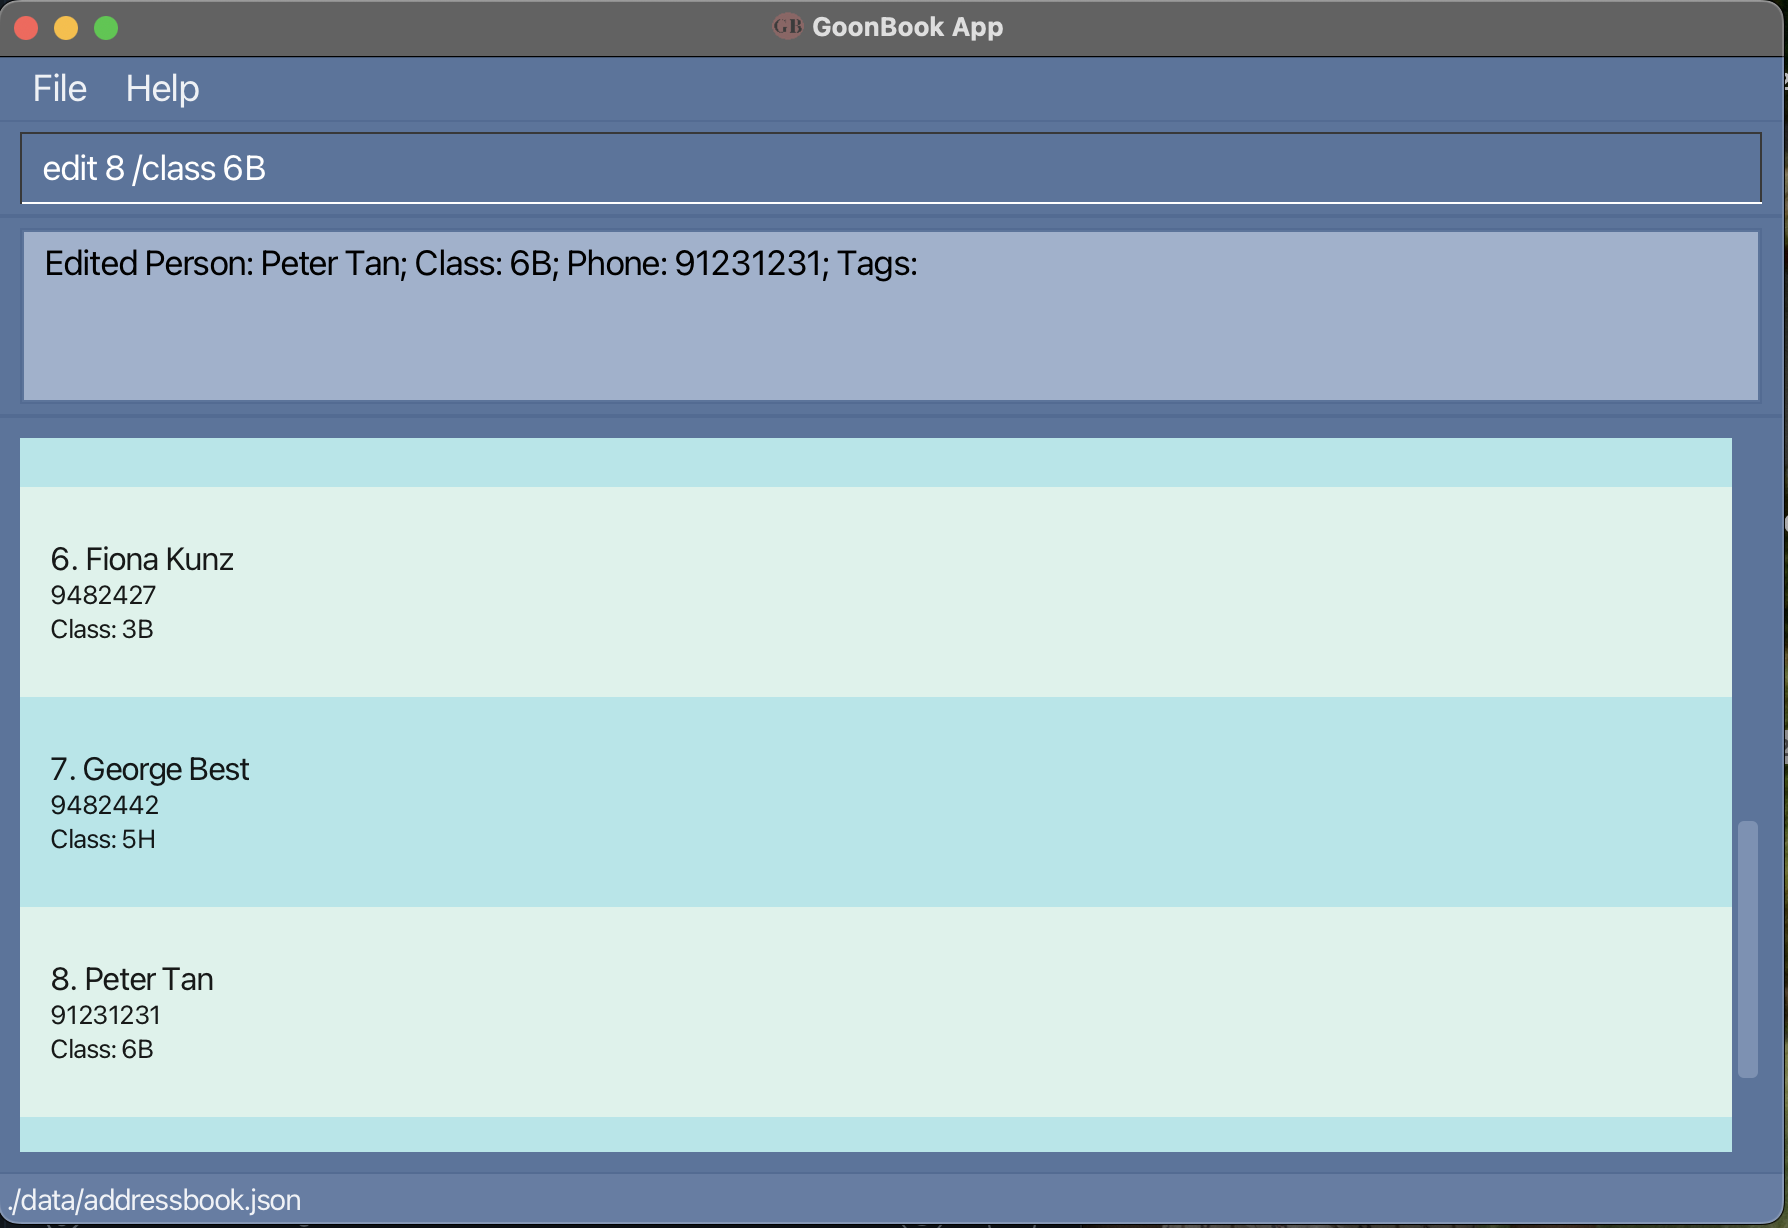 GB GoonBook App
File Help
edit 8 /class 6B
Edited Person: Peter Tan; Class: 6B; Phone: 91231231; Tags:
6. Fiona Kunz
9482427
Class: 3B
7. George Best
9482442
Class: 5H
8. Peter Tan
91231231
Class: 6B
./data/addressbook.json